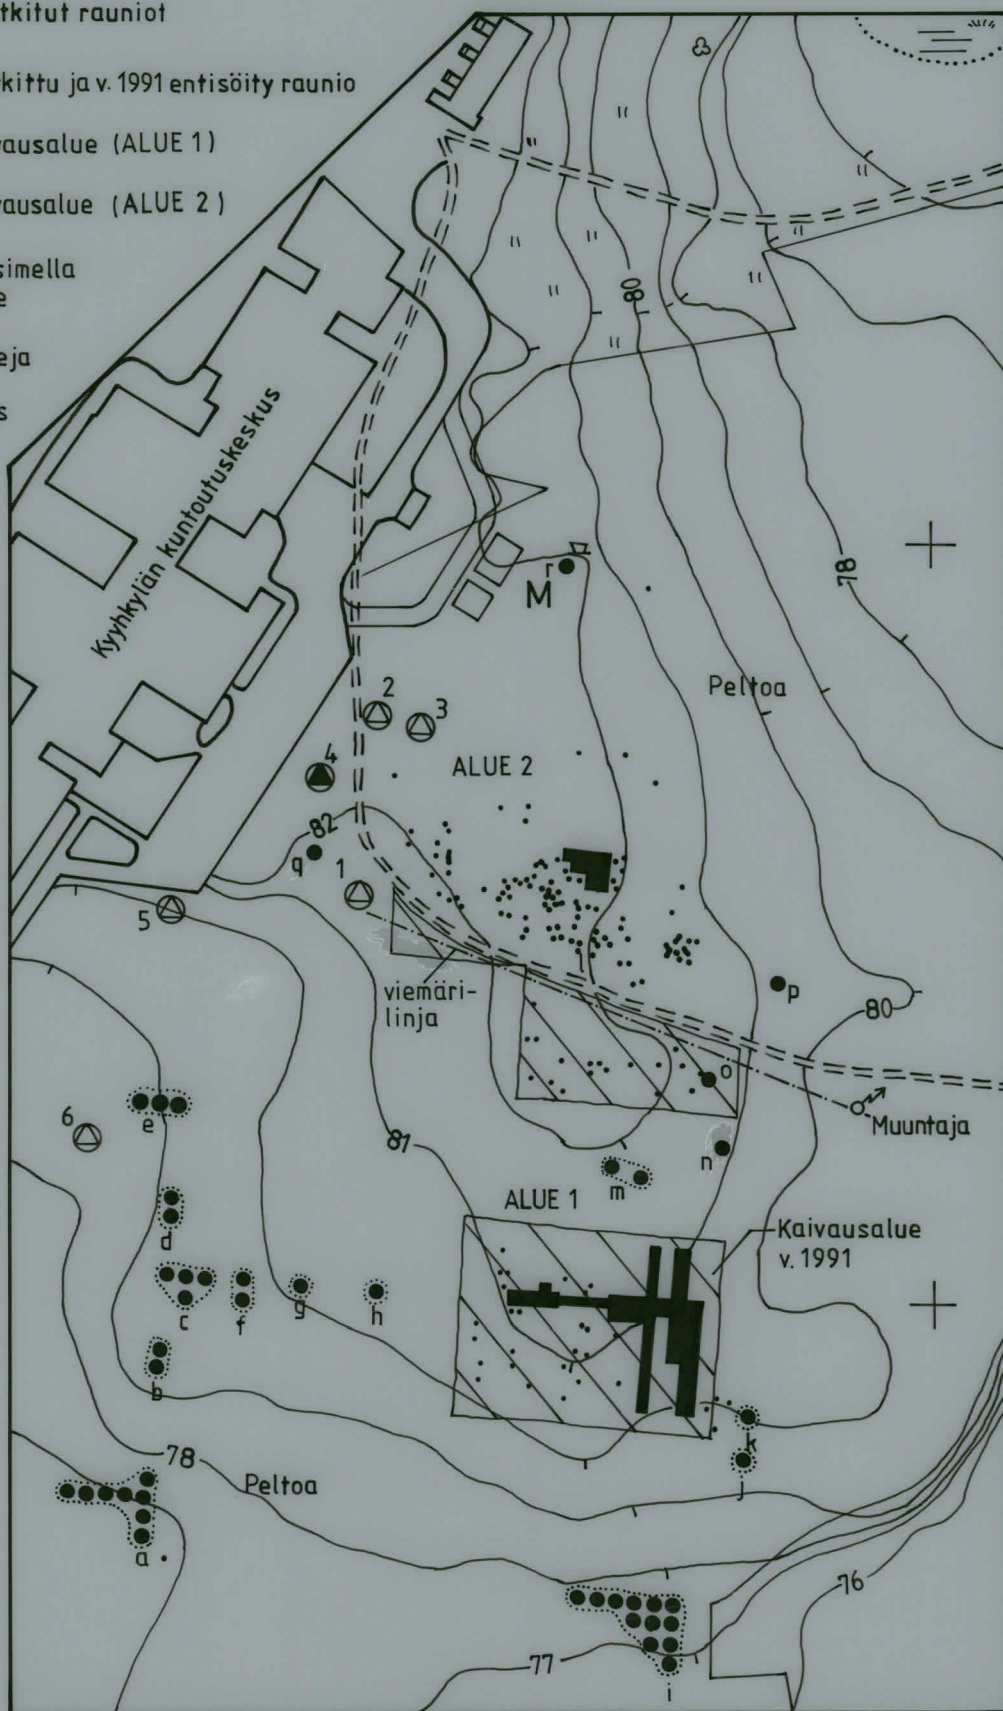 tkitut rauniot
kittu ja v. 1991 entisöity raunio
vausalue (ALUE 1)
vausalue (ALUE 2)
simella
e
eja
s
80
Kyyhkylän kuntoutuskeskus
78
r
M
Peltoa
2
3
4
ALUE 2
82
q
1
5
viemäri-
linja
p
80
o
Muuntaja
e
6
81
n
m
ALUE 1
d
Kaivausalue
v. 1991
c
f
g
h
b
k
j
78
Peltoa
a
76
77
i